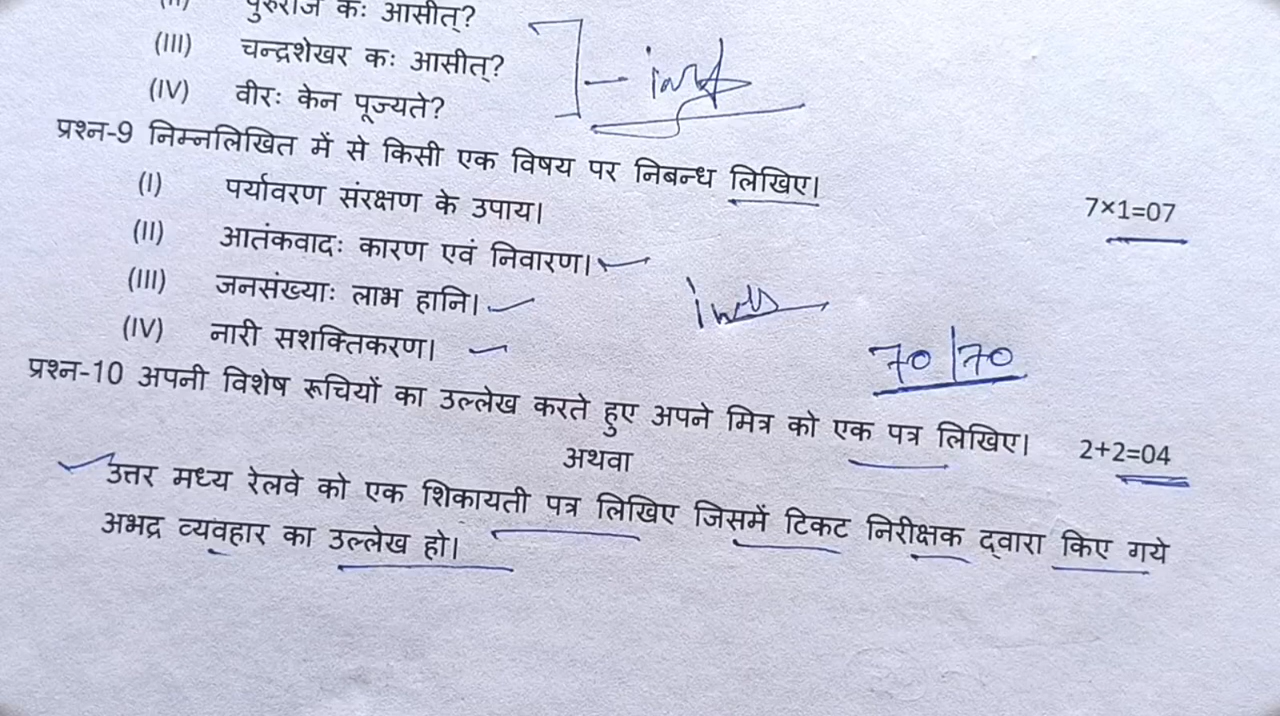 पुरुराज कः आसीत्?
(III) चन्द्रशेखर कः आसीत्?
(IV) वीरः केन पूज्यते?
प्रश्न-9 निम्नलिखित में से किसी एक विषय पर निबन्ध लिखिए। 7×1=07
(I) पर्यावरण संरक्षण के उपाय।
(II) आतंकवादः कारण एवं निवारण।
(III) जनसंख्याः लाभ हानि।
(IV) नारी सशक्तिकरण।
70/70
प्रश्न-10 अपनी विशेष रूचियों का उल्लेख करते हुए अपने मित्र को एक पत्र लिखिए। 2+2=04
अथवा
उत्तर मध्य रेलवे को एक शिकायती पत्र लिखिए जिसमें टिकट निरीक्षक द्वारा किए गये
अभद्र व्यवहार का उल्लेख हो।